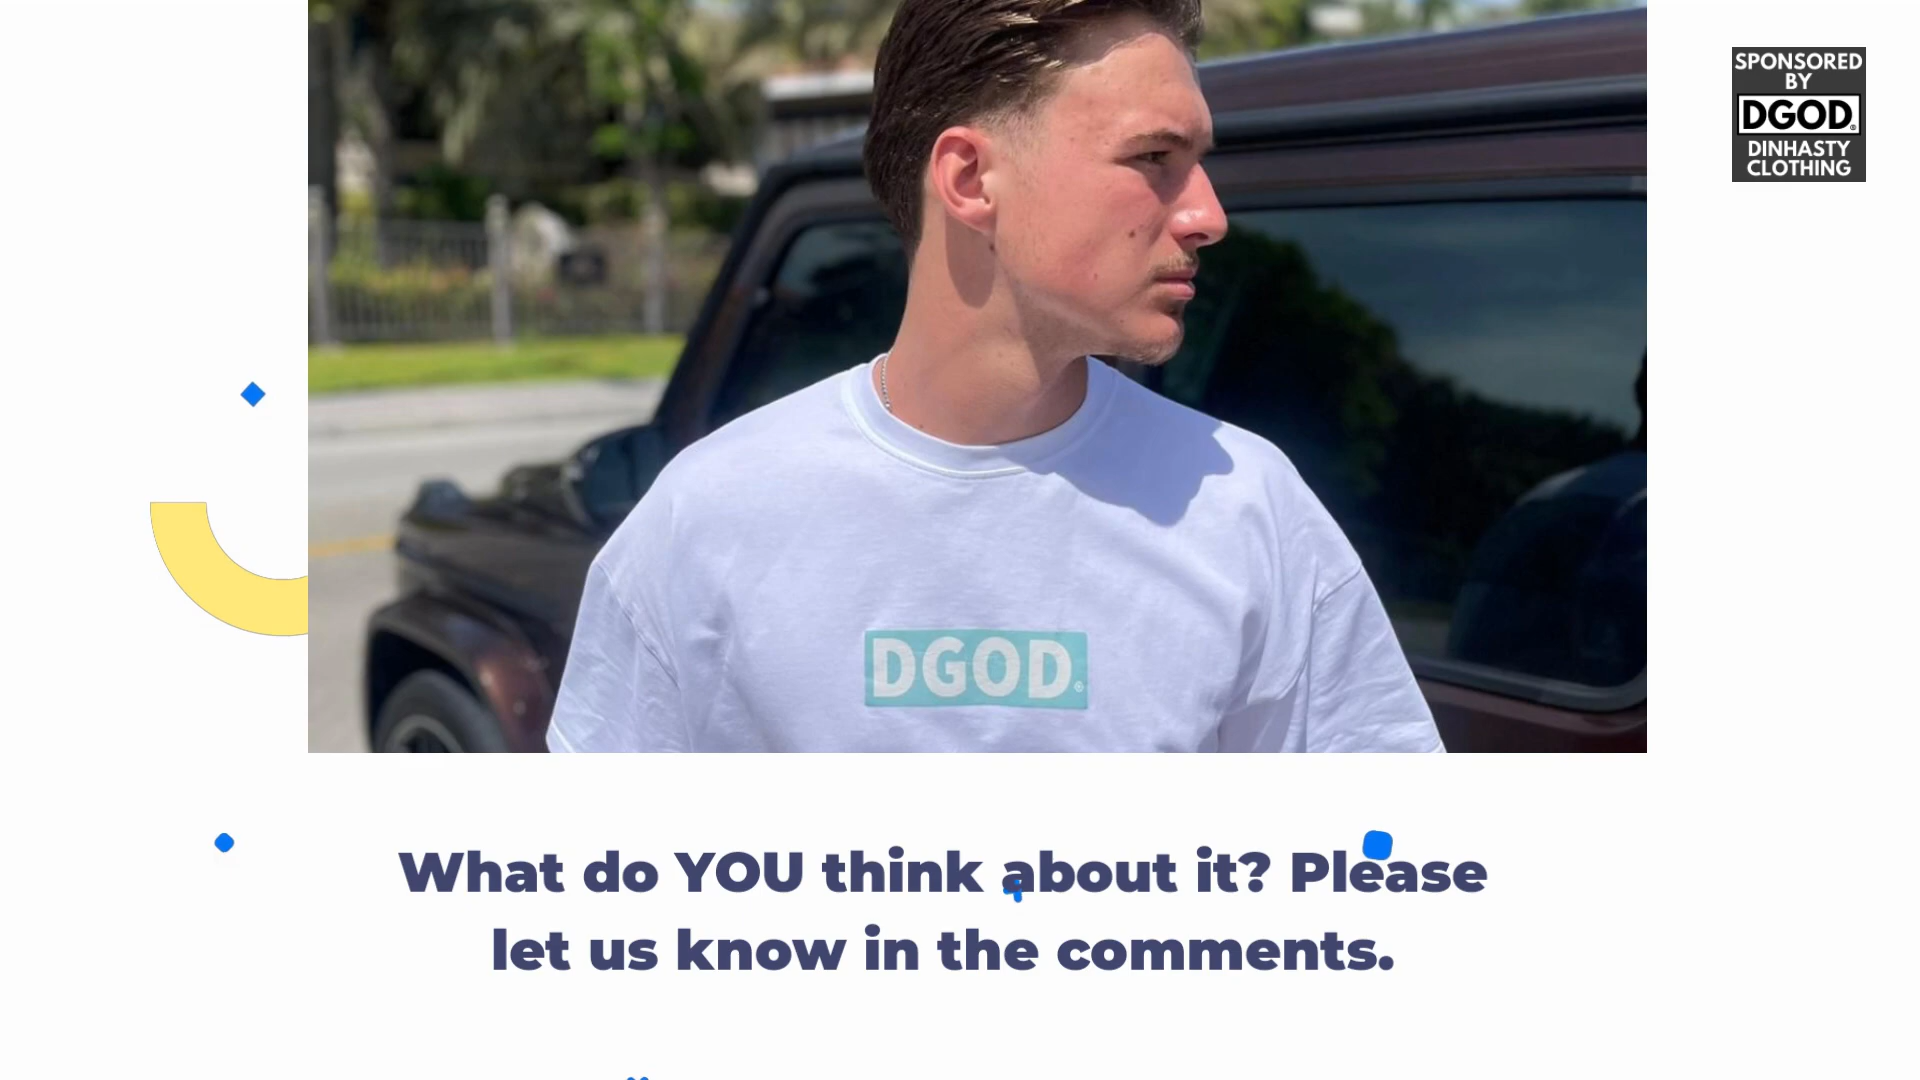 SPONSORED
BY
DGOD®
DINHASTY
CLOTHING
DGOD®
What do YOU think about it? Please
let us know in the comments.